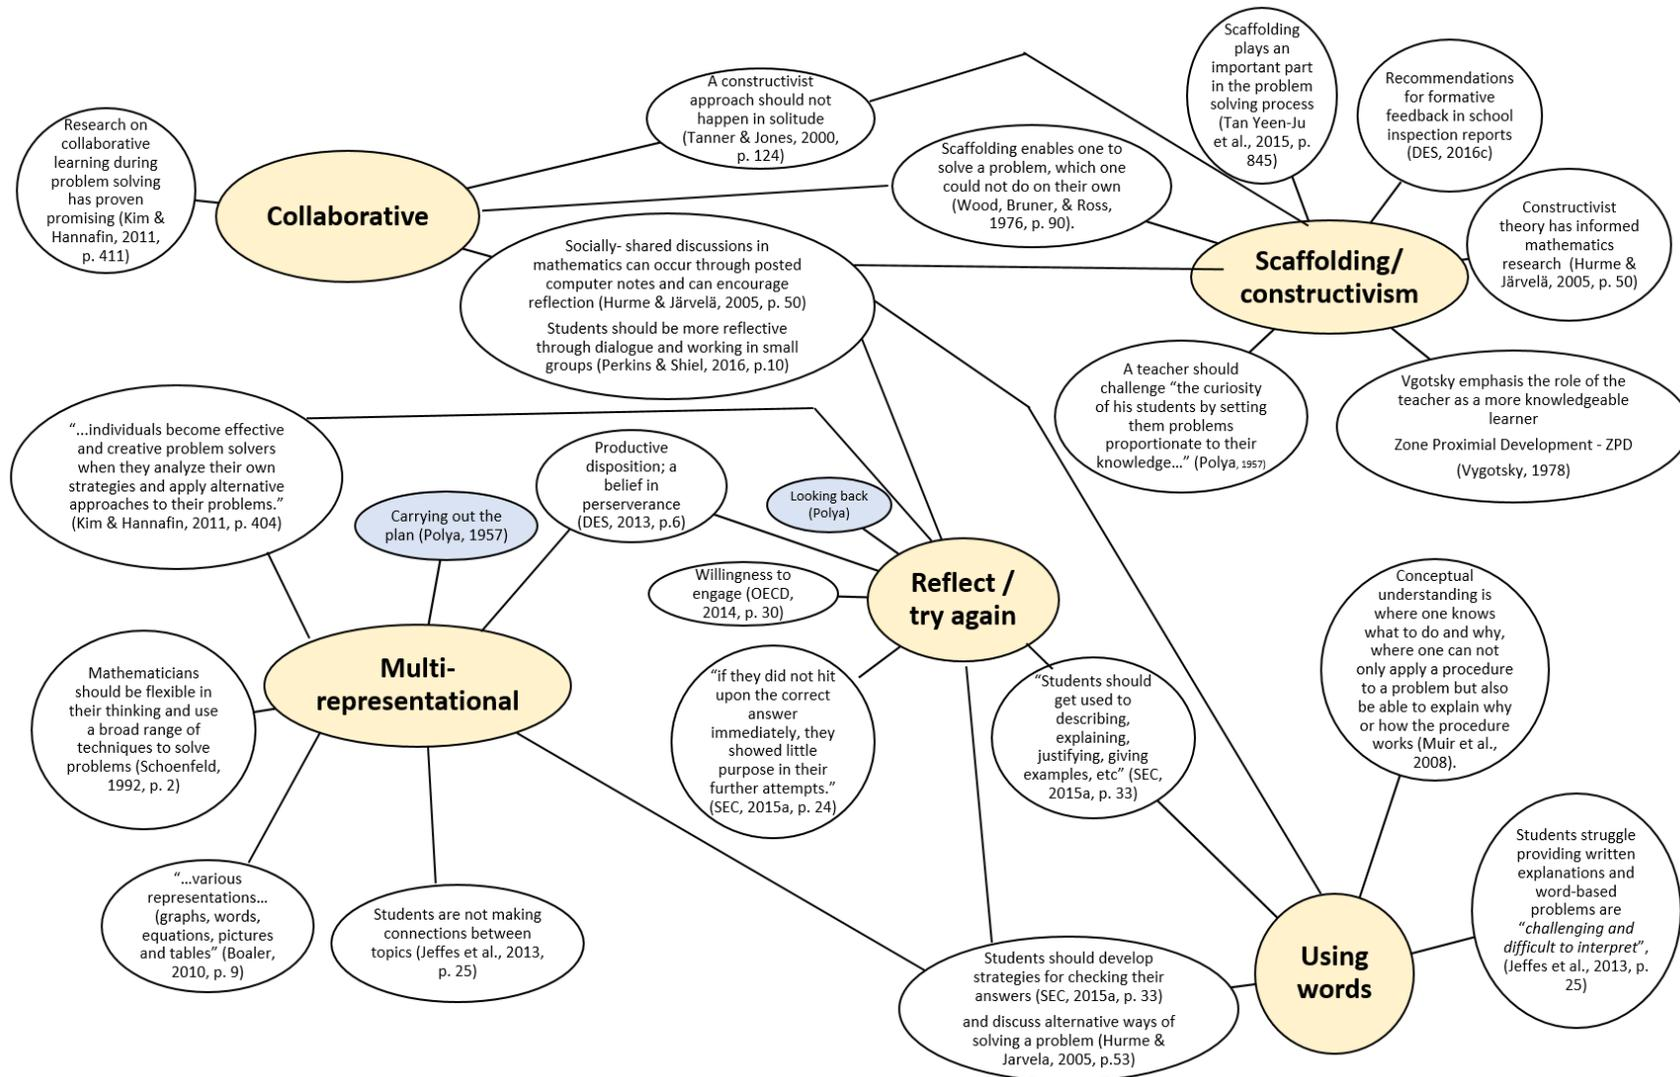 Scaffolding
plays an
important part
in the problem
solving process
(Tan Yeen-Ju
et al., 2015, p.
845)
Recommendations
for formative
feedback in school
inspection reports
(DES, 2016c)
A constructivist
approach should not
happen in solitude
(Tanner & Jones, 2000,
p. 124)
Research on
collaborative
learning during
problem solving
has proven
promising (Kim &
Hannafin, 2011,
p. 411)
Collaborative
Scaffolding enables one to
solve a problem, which one
could not do on their own
(Wood, Bruner, & Ross,
1976, p. 90).
Constructivist
theory has informed
mathematics
research (Hurme &
Järvelä, 2005, p. 50)
Socially- shared discussions in
mathematics can occur through posted
computer notes and can encourage
reflection (Hurme & Järvelä, 2005, p. 50)
Students should be more reflective
through dialogue and working in small
groups (Perkins & Shiel, 2016, p.10)
Scaffolding/
constructivism
A teacher should
challenge “the curiosity
of his students by setting
them problems
proportionate to their
knowledge…” (Polya, 1957)
Vgotsky emphasis the role of the
teacher as a more knowledgeable
learner
Zone Proximial Development - ZPD
(Vygotsky, 1978)
“…individuals become effective
and creative problem solvers
when they analyze their own
strategies and apply alternative
approaches to their problems.”
(Kim & Hannafin, 2011, p. 404)
Carrying out the
plan (Polya, 1957)
Productive
disposition; a
belief in
perseverance
(DES, 2013, p.6)
Looking back
(Polya)
Willingness to
engage (OECD,
2014, p. 30)
Reflect /
try again
Conceptual
understanding is
where one knows
what to do and why,
where one can not
only apply a procedure
to a problem but also
be able to explain why
or how the procedure
works (Muir et al.,
2008).
Multi-
representational
Mathematicians
should be flexible in
their thinking and use
a broad range of
techniques to solve
problems (Schoenfeld,
1992, p. 2)
“if they did not hit
upon the correct
answer
immediately, they
showed little
purpose in their
further attempts.”
(SEC, 2015a, p. 24)
“Students should
get used to
describing,
explaining,
justifying, giving
examples, etc” (SEC,
2015a, p. 33)
“…various
representations…
(graphs, words,
equations, pictures
and tables” (Boaler,
2010, p. 9)
Students are not making
connections between
topics (Jeffes et al., 2013,
p. 25)
Students should develop
strategies for checking their
answers (SEC, 2015a, p. 33)
and discuss alternative ways of
solving a problem (Hurme &
Jarvela, 2005, p.53)
Using
words
Students struggle
providing written
explanations and
word-based
problems are
“challenging and
difficult to interpret”,
(Jeffes et al., 2013, p.
25)